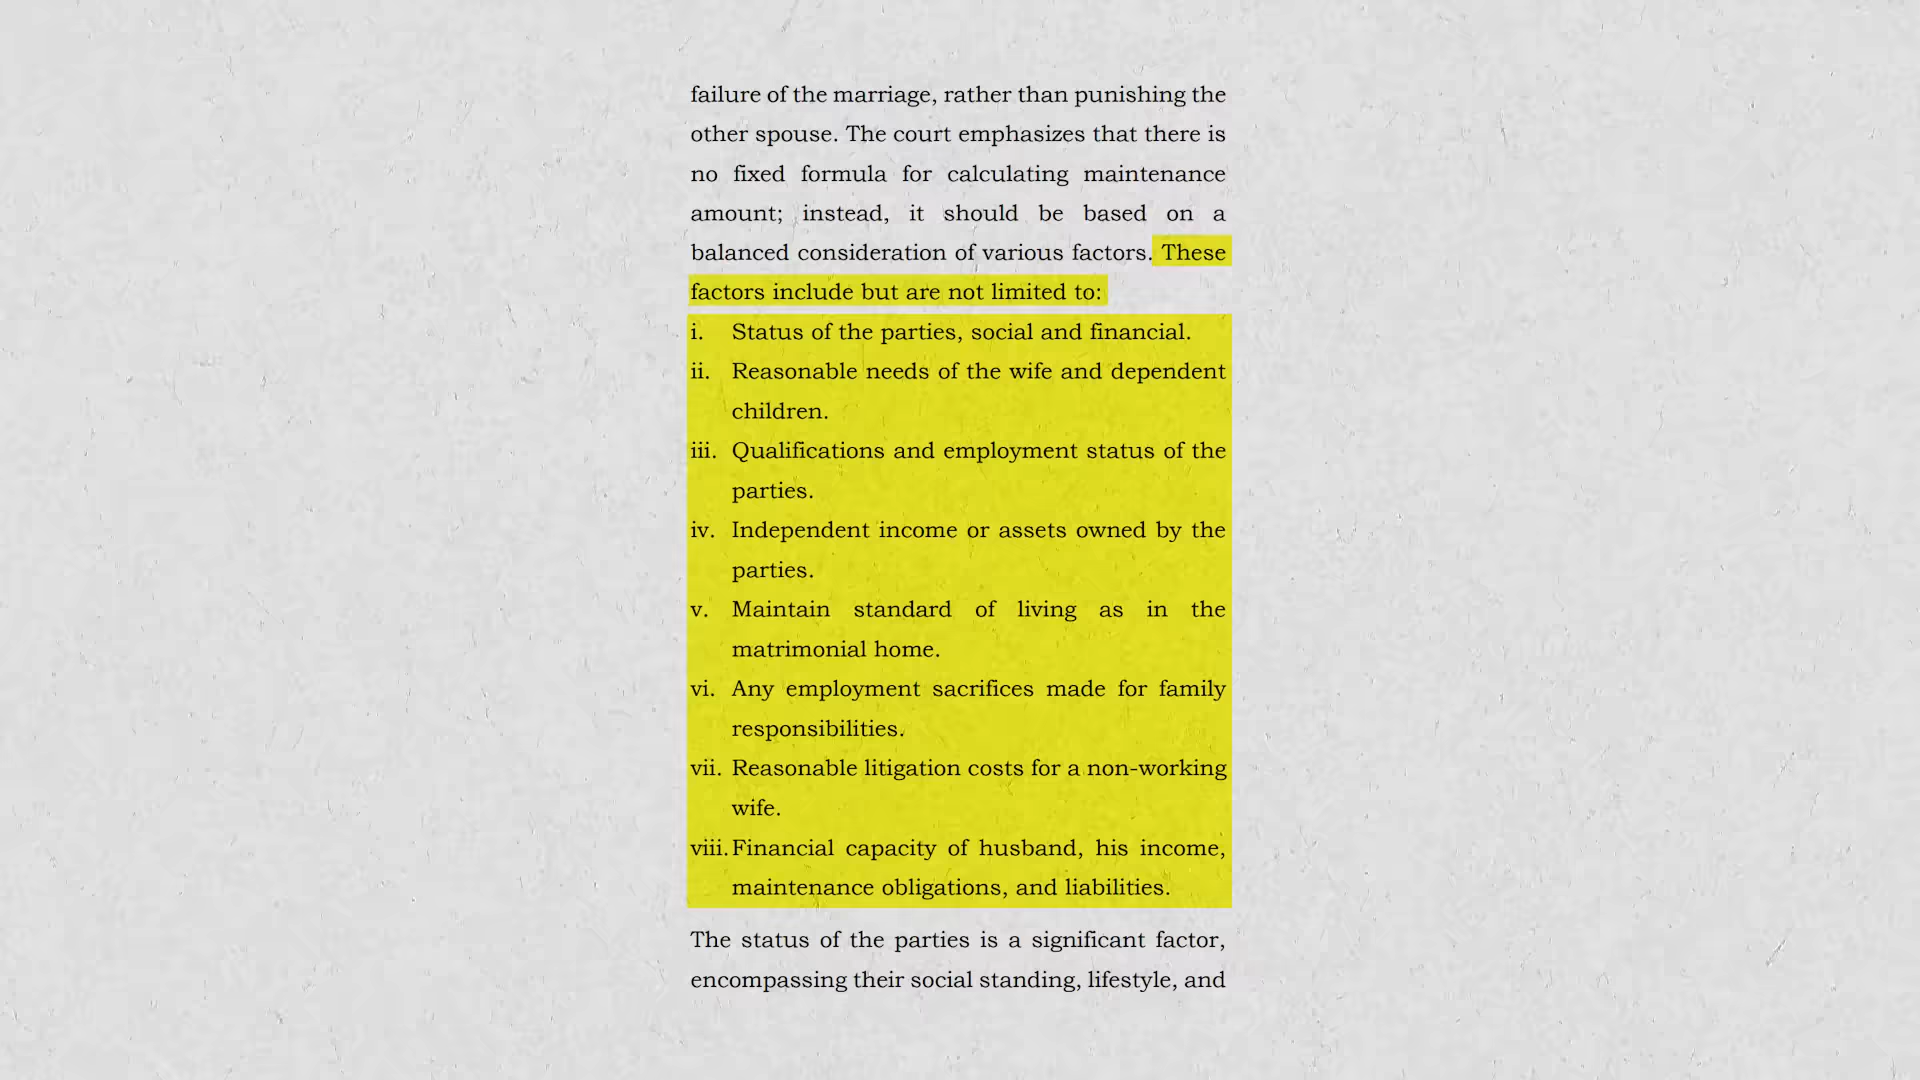 failure of the marriage, rather than punishing the
other spouse. The court emphasizes that there is
no fixed formula for calculating maintenance
amount; instead, it should be based on a
balanced consideration of various factors. These
factors include but are not limited to:
i. Status of the parties, social and financial.
ii. Reasonable needs of the wife and dependent
children.
iii. Qualifications and employment status of the
parties.
iv. Independent income or assets owned by the
parties.
v. Maintain standard of living as in the
matrimonial home.
vi. Any employment sacrifices made for family
responsibilities.
vii. Reasonable litigation costs for a non-working
wife.
viii. Financial capacity of husband, his income,
maintenance obligations, and liabilities.
The status of the parties is a significant factor,
encompassing their social standing, lifestyle, and